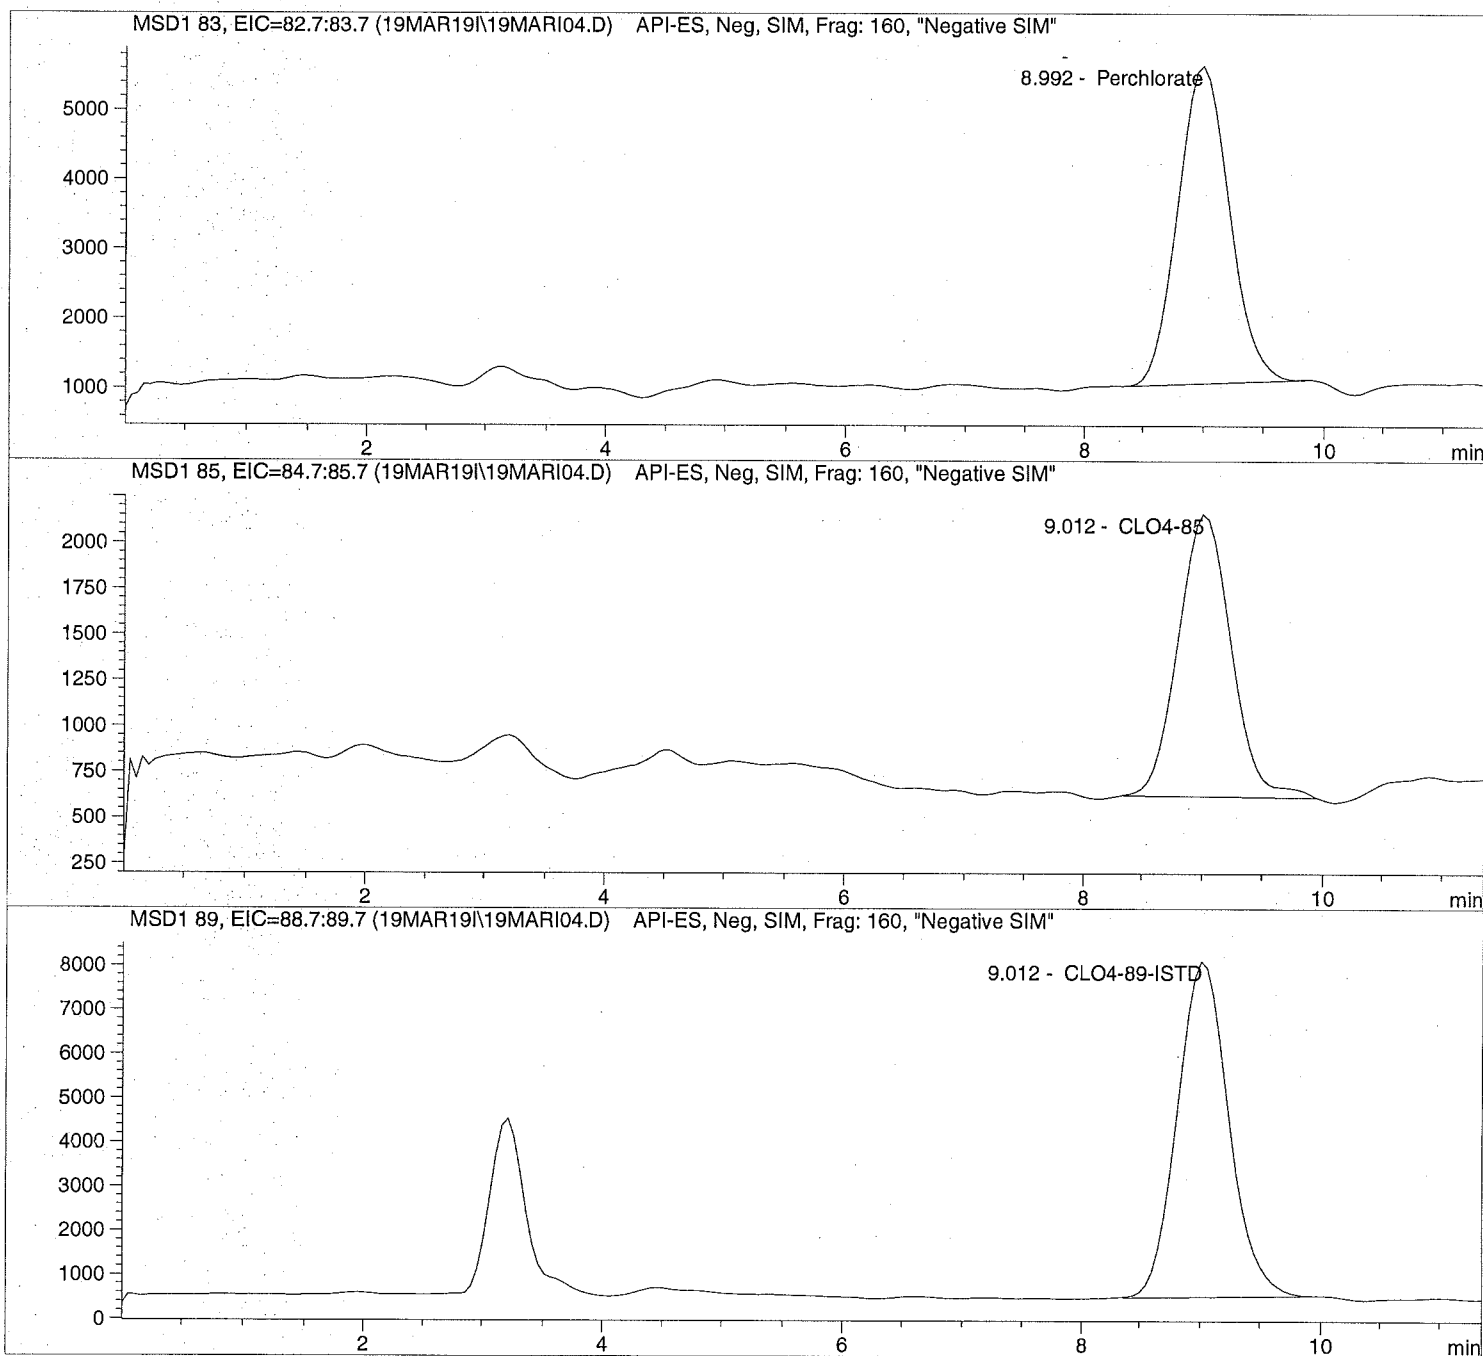 MSD1 83, EIC=82.7:83.7 (19MAR19I\19MARI04.D) API-ES, Neg, SIM, Frag: 160, "Negative SIM"
8.992 - Perchlorate
5000
4000
3000
2000
1000
2 4 6 8 10 min
MSD1 85, EIC=84.7:85.7 (19MAR19I\19MARI04.D) API-ES, Neg, SIM, Frag: 160, "Negative SIM"
9.012 - CLO4-85
2000
1750
1500
1250
1000
750
500
250
2 4 6 8 10 min
MSD1 89, EIC=88.7:89.7 (19MAR19I\19MARI04.D) API-ES, Neg, SIM, Frag: 160, "Negative SIM"
9.012 - CLO4-89-ISTD
8000
7000
6000
5000
4000
3000
2000
1000
0
2 4 6 8 10 min